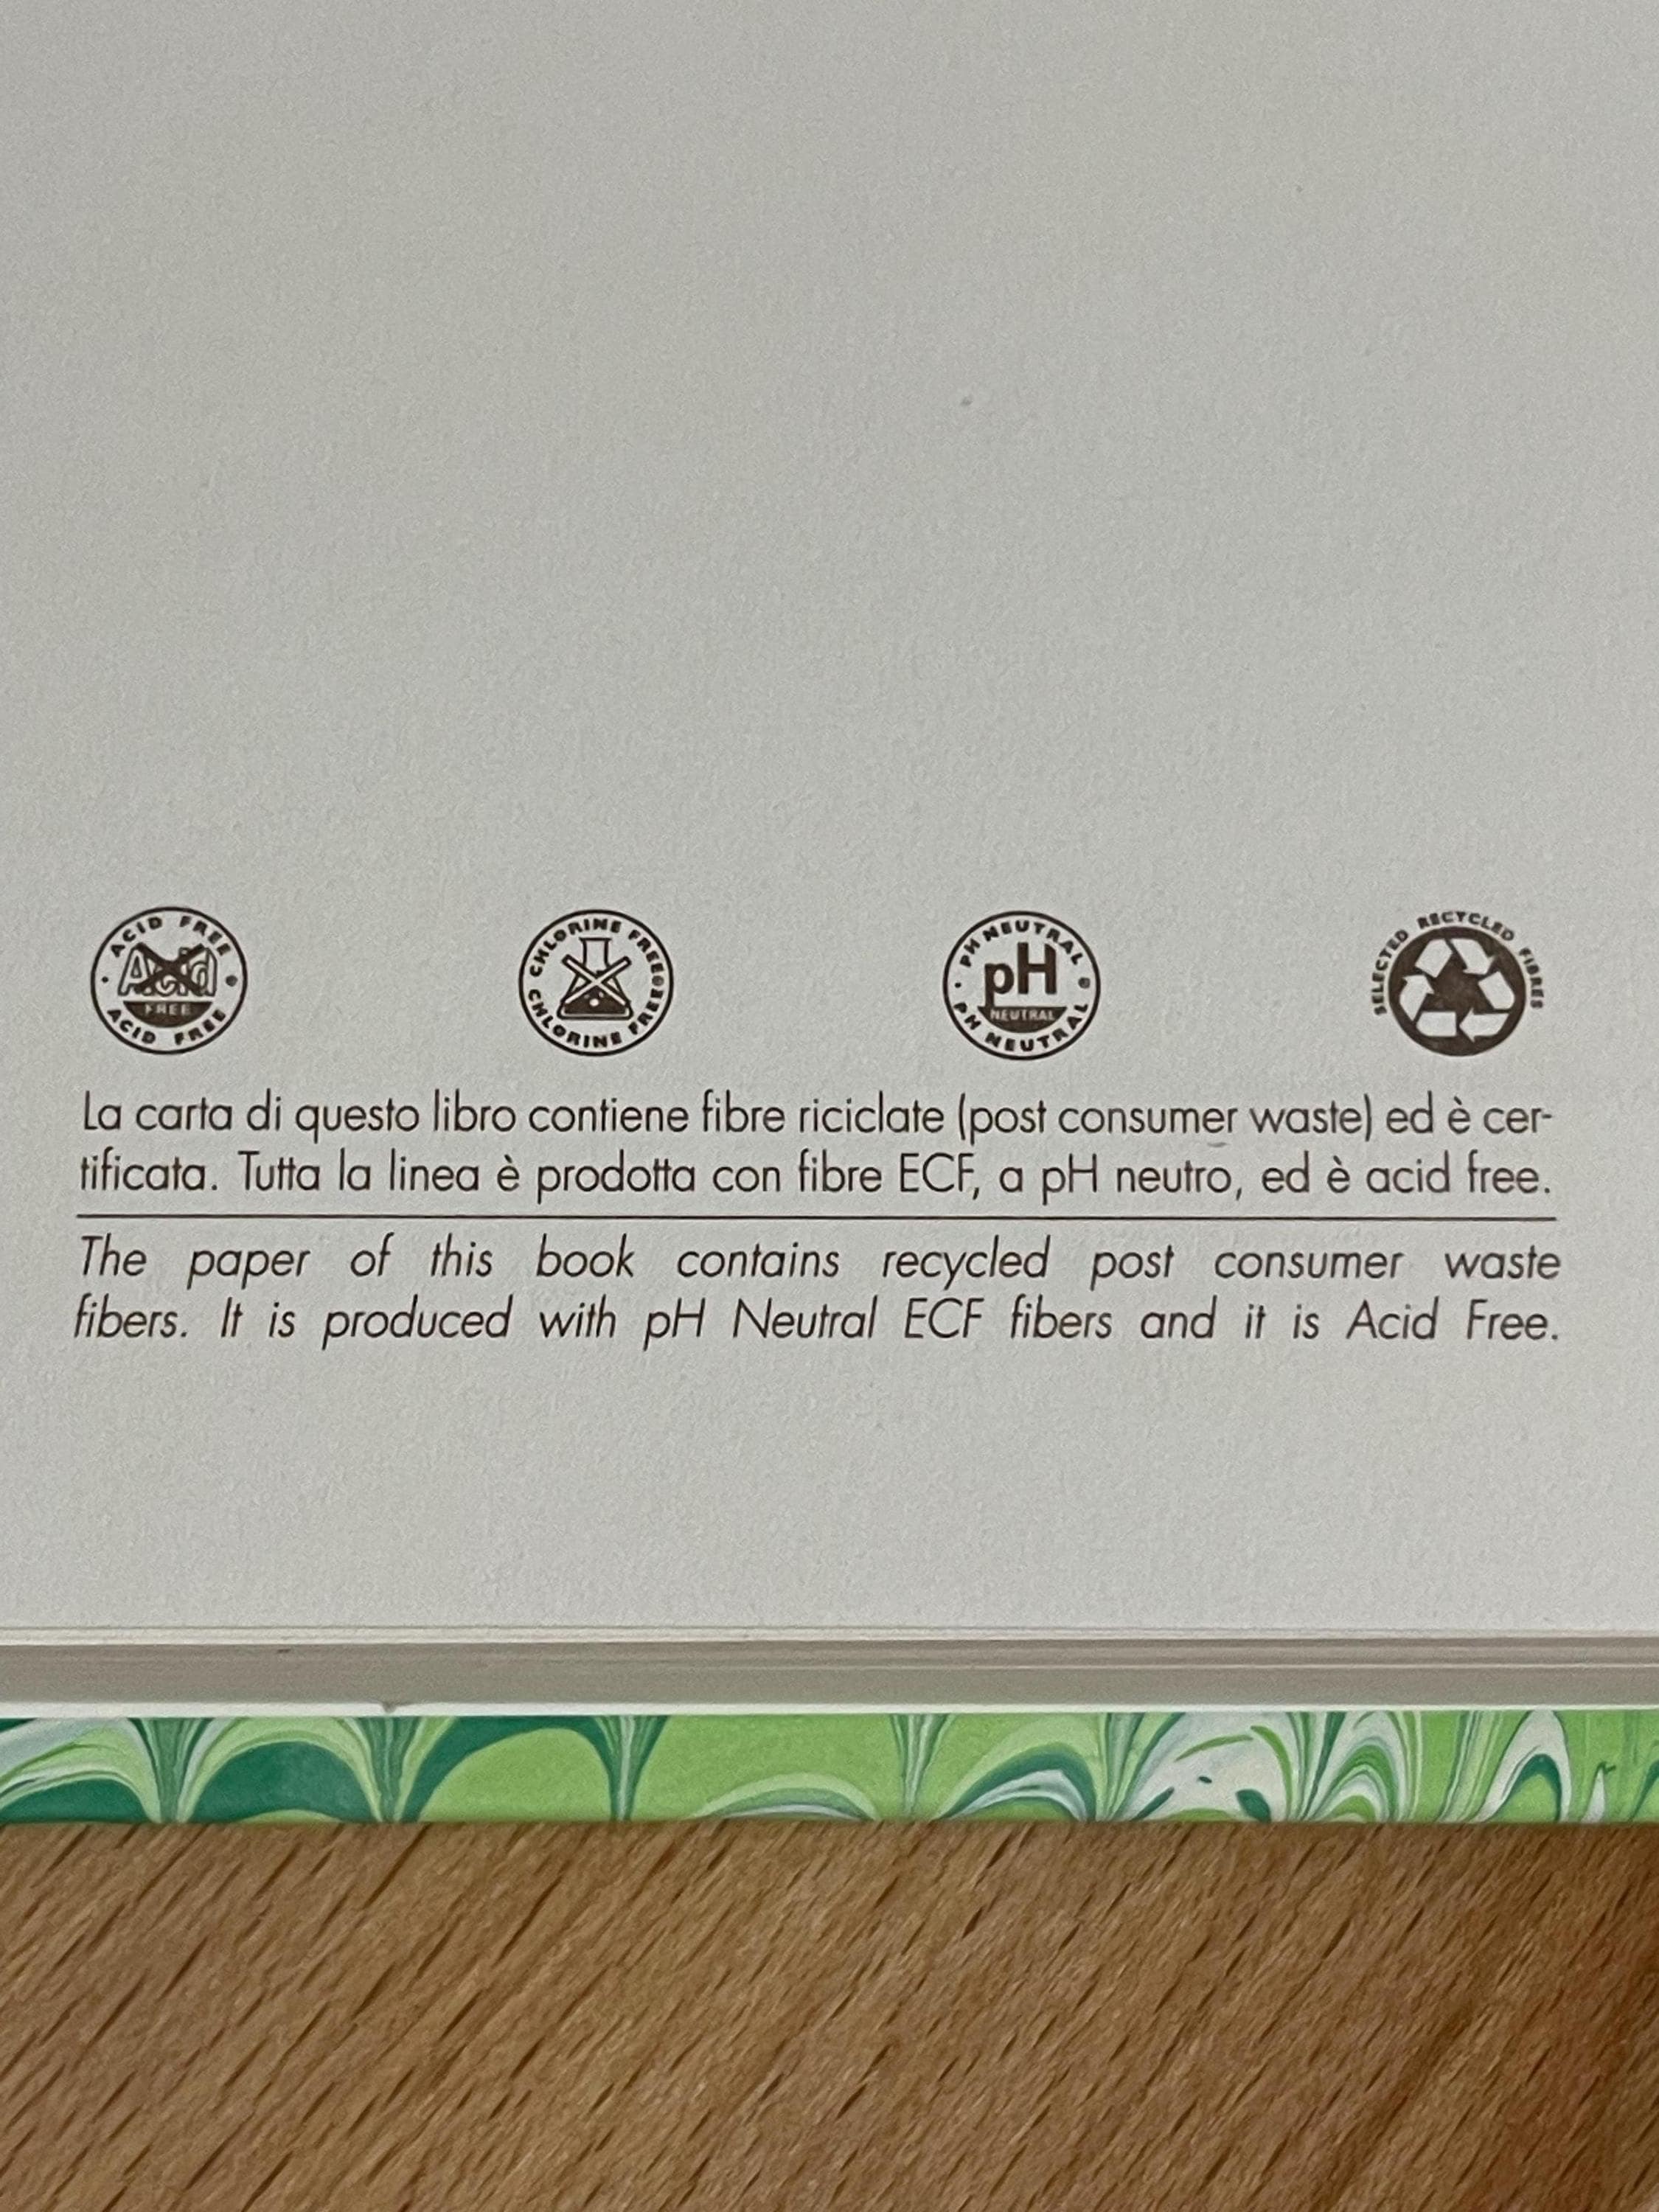 ACID FREE
Acid
FREE
ACID FREE
CHLORINE FREE
CHLORINE FREE
PH NEUTRAL
pH
NEUTRAL
PH NEUTRAL
SELECTED RECYCLED FIBRES
La carta di questo libro contiene fibre riciclate (post consumer waste) ed è cer-
tificata. Tutta la linea è prodotta con fibre ECF, a pH neutro, ed è acid free.
The paper of this book contains recycled post consumer waste
fibers. It is produced with pH Neutral ECF fibers and it is Acid Free.